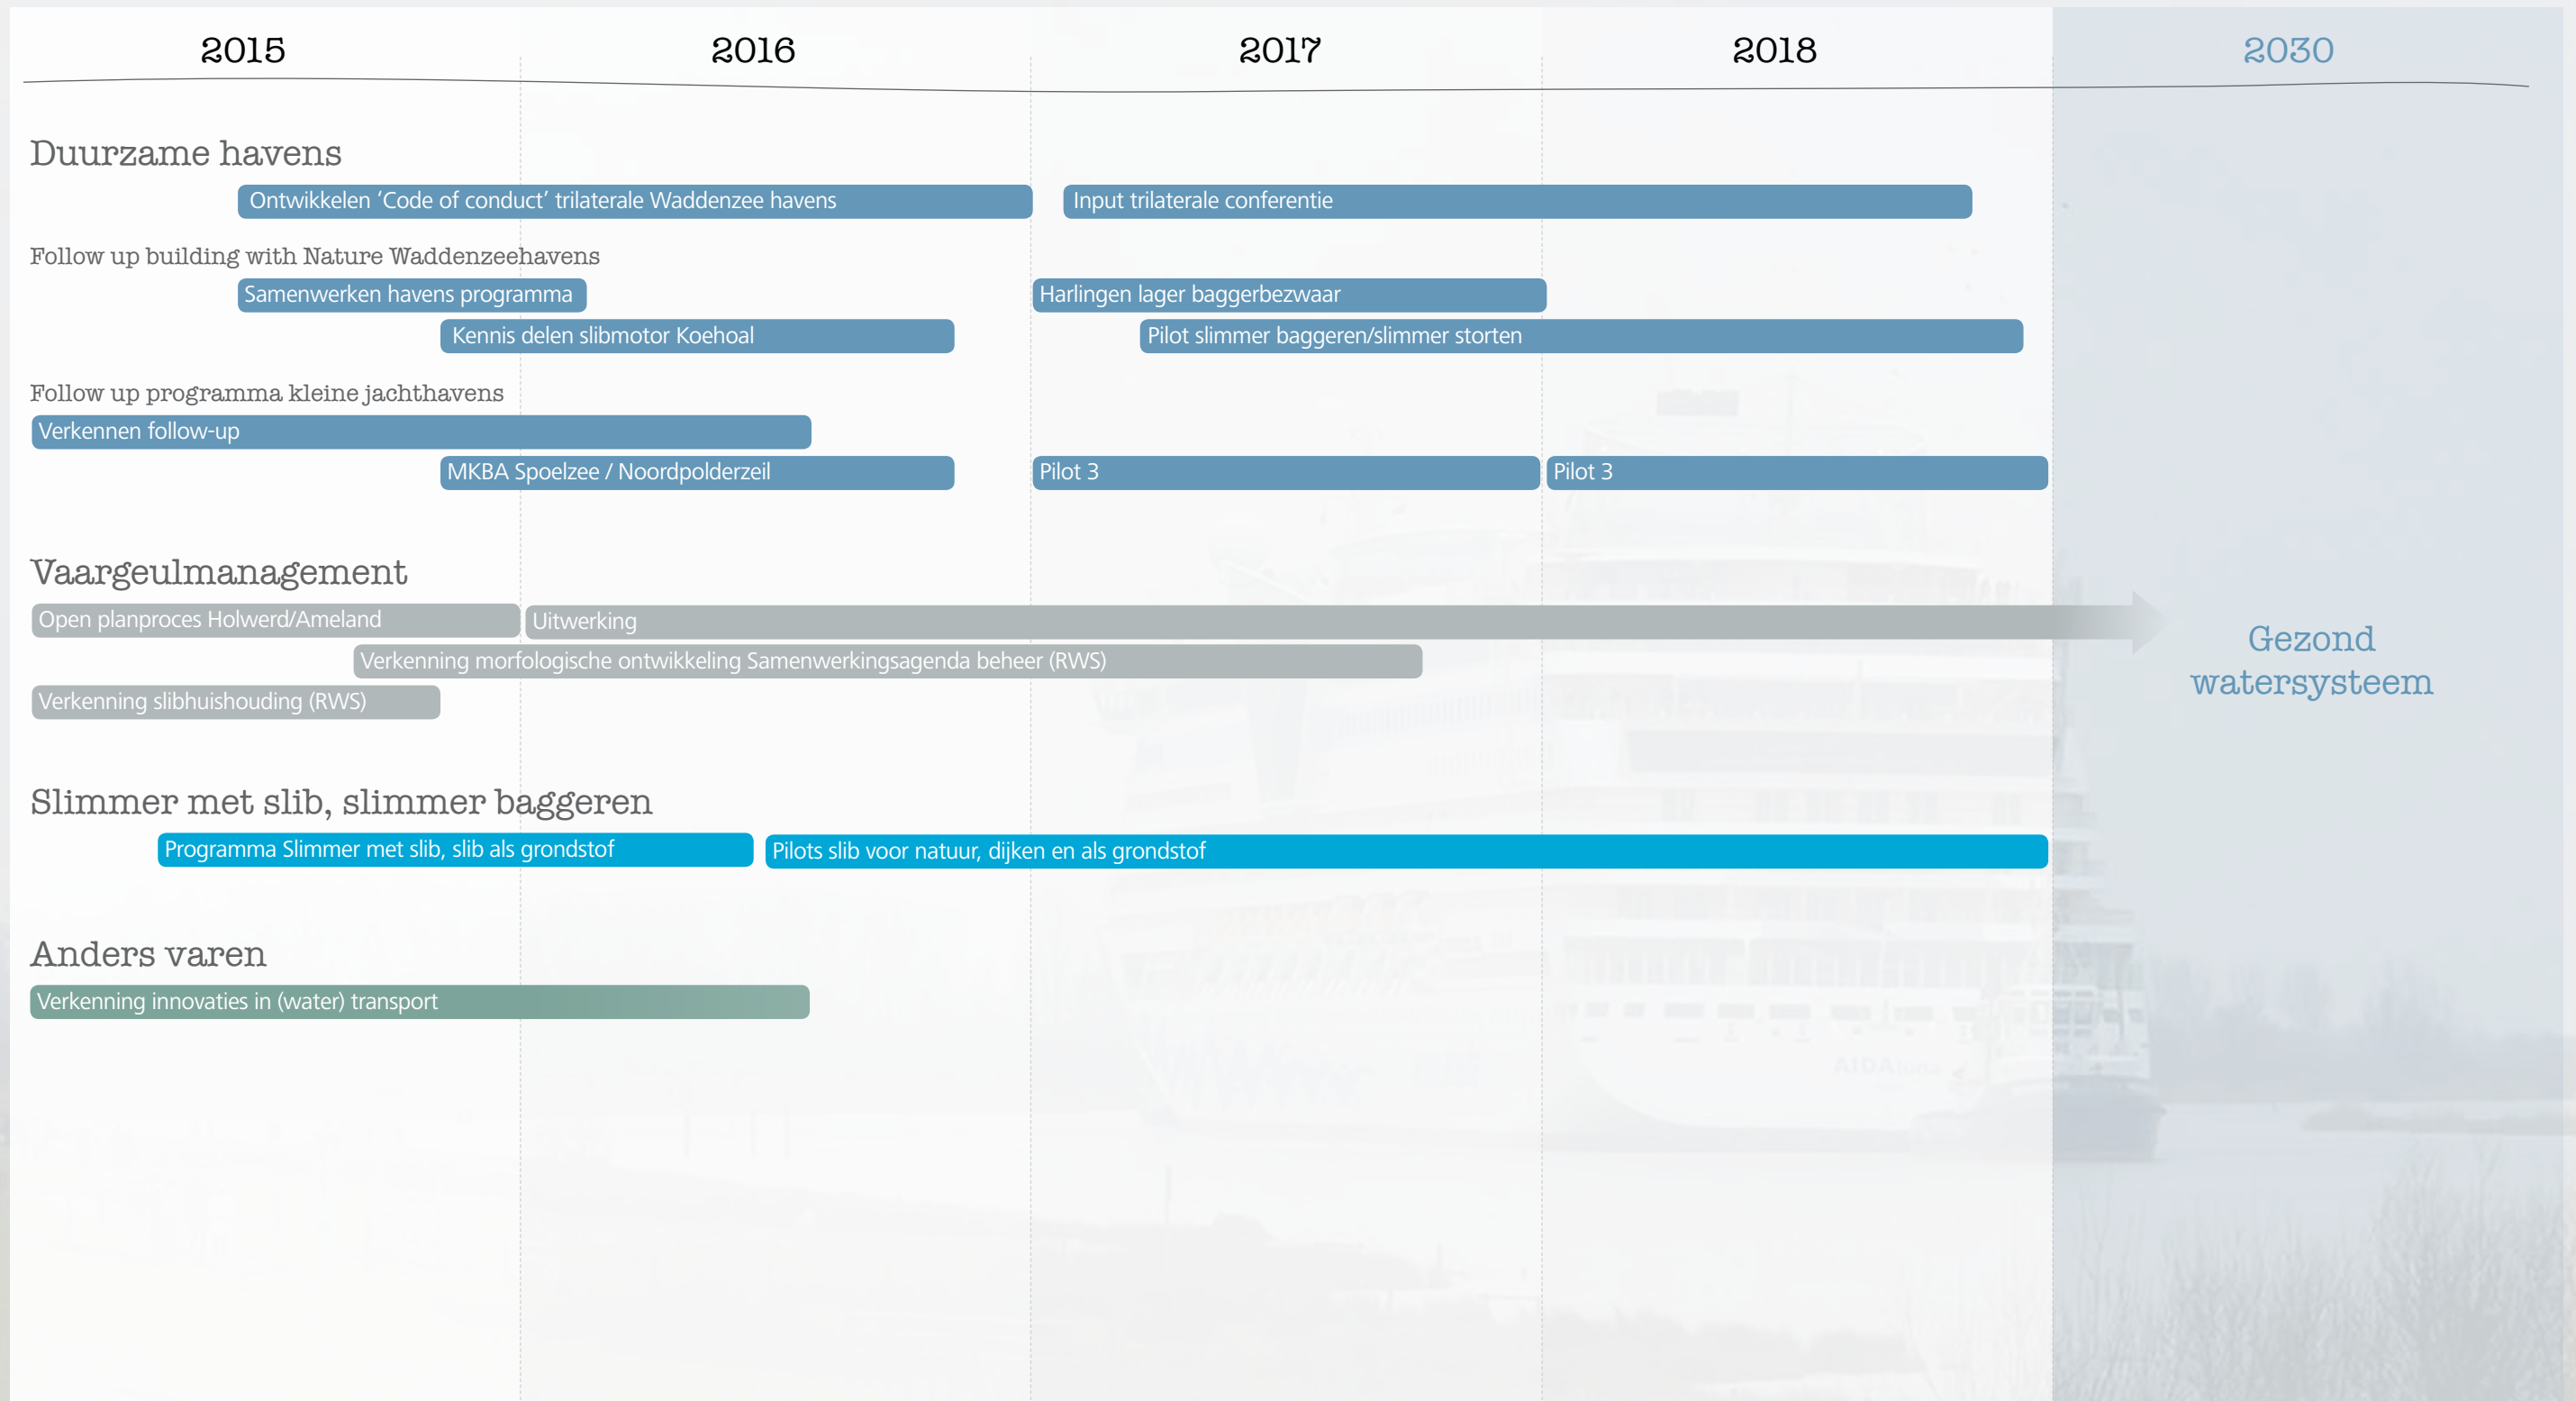 2015 2016 2017 2018 2030
Duurzame havens
Ontwikkelen ‘Code of conduct’ trilaterale Waddenzee havens
Input trilaterale conferentie
Follow up building with Nature Waddenzeehavens
Samenwerken havens programma
Harlingen lager baggerbezwaar
Kennis delen slibmotor Koehoal
Pilot slimmer baggeren/slimmer storten
Follow up programma kleine jachthavens
Verkennen follow-up
MKBA Spoelzee / Noordpolderzeil
Pilot 3
Pilot 3
Vaargeulmanagement
Open planproces Holwerd/Ameland
Uitwerking
Verkenning morfologische ontwikkeling Samenwerkingsagenda beheer (RWS)
Verkenning slibhuishouding (RWS)
Gezond
watersysteem
Slimmer met slib, slimmer baggeren
Programma Slimmer met slib, slib als grondstof
Pilots slib voor natuur, dijken en als grondstof
Anders varen
Verkenning innovaties in (water) transport